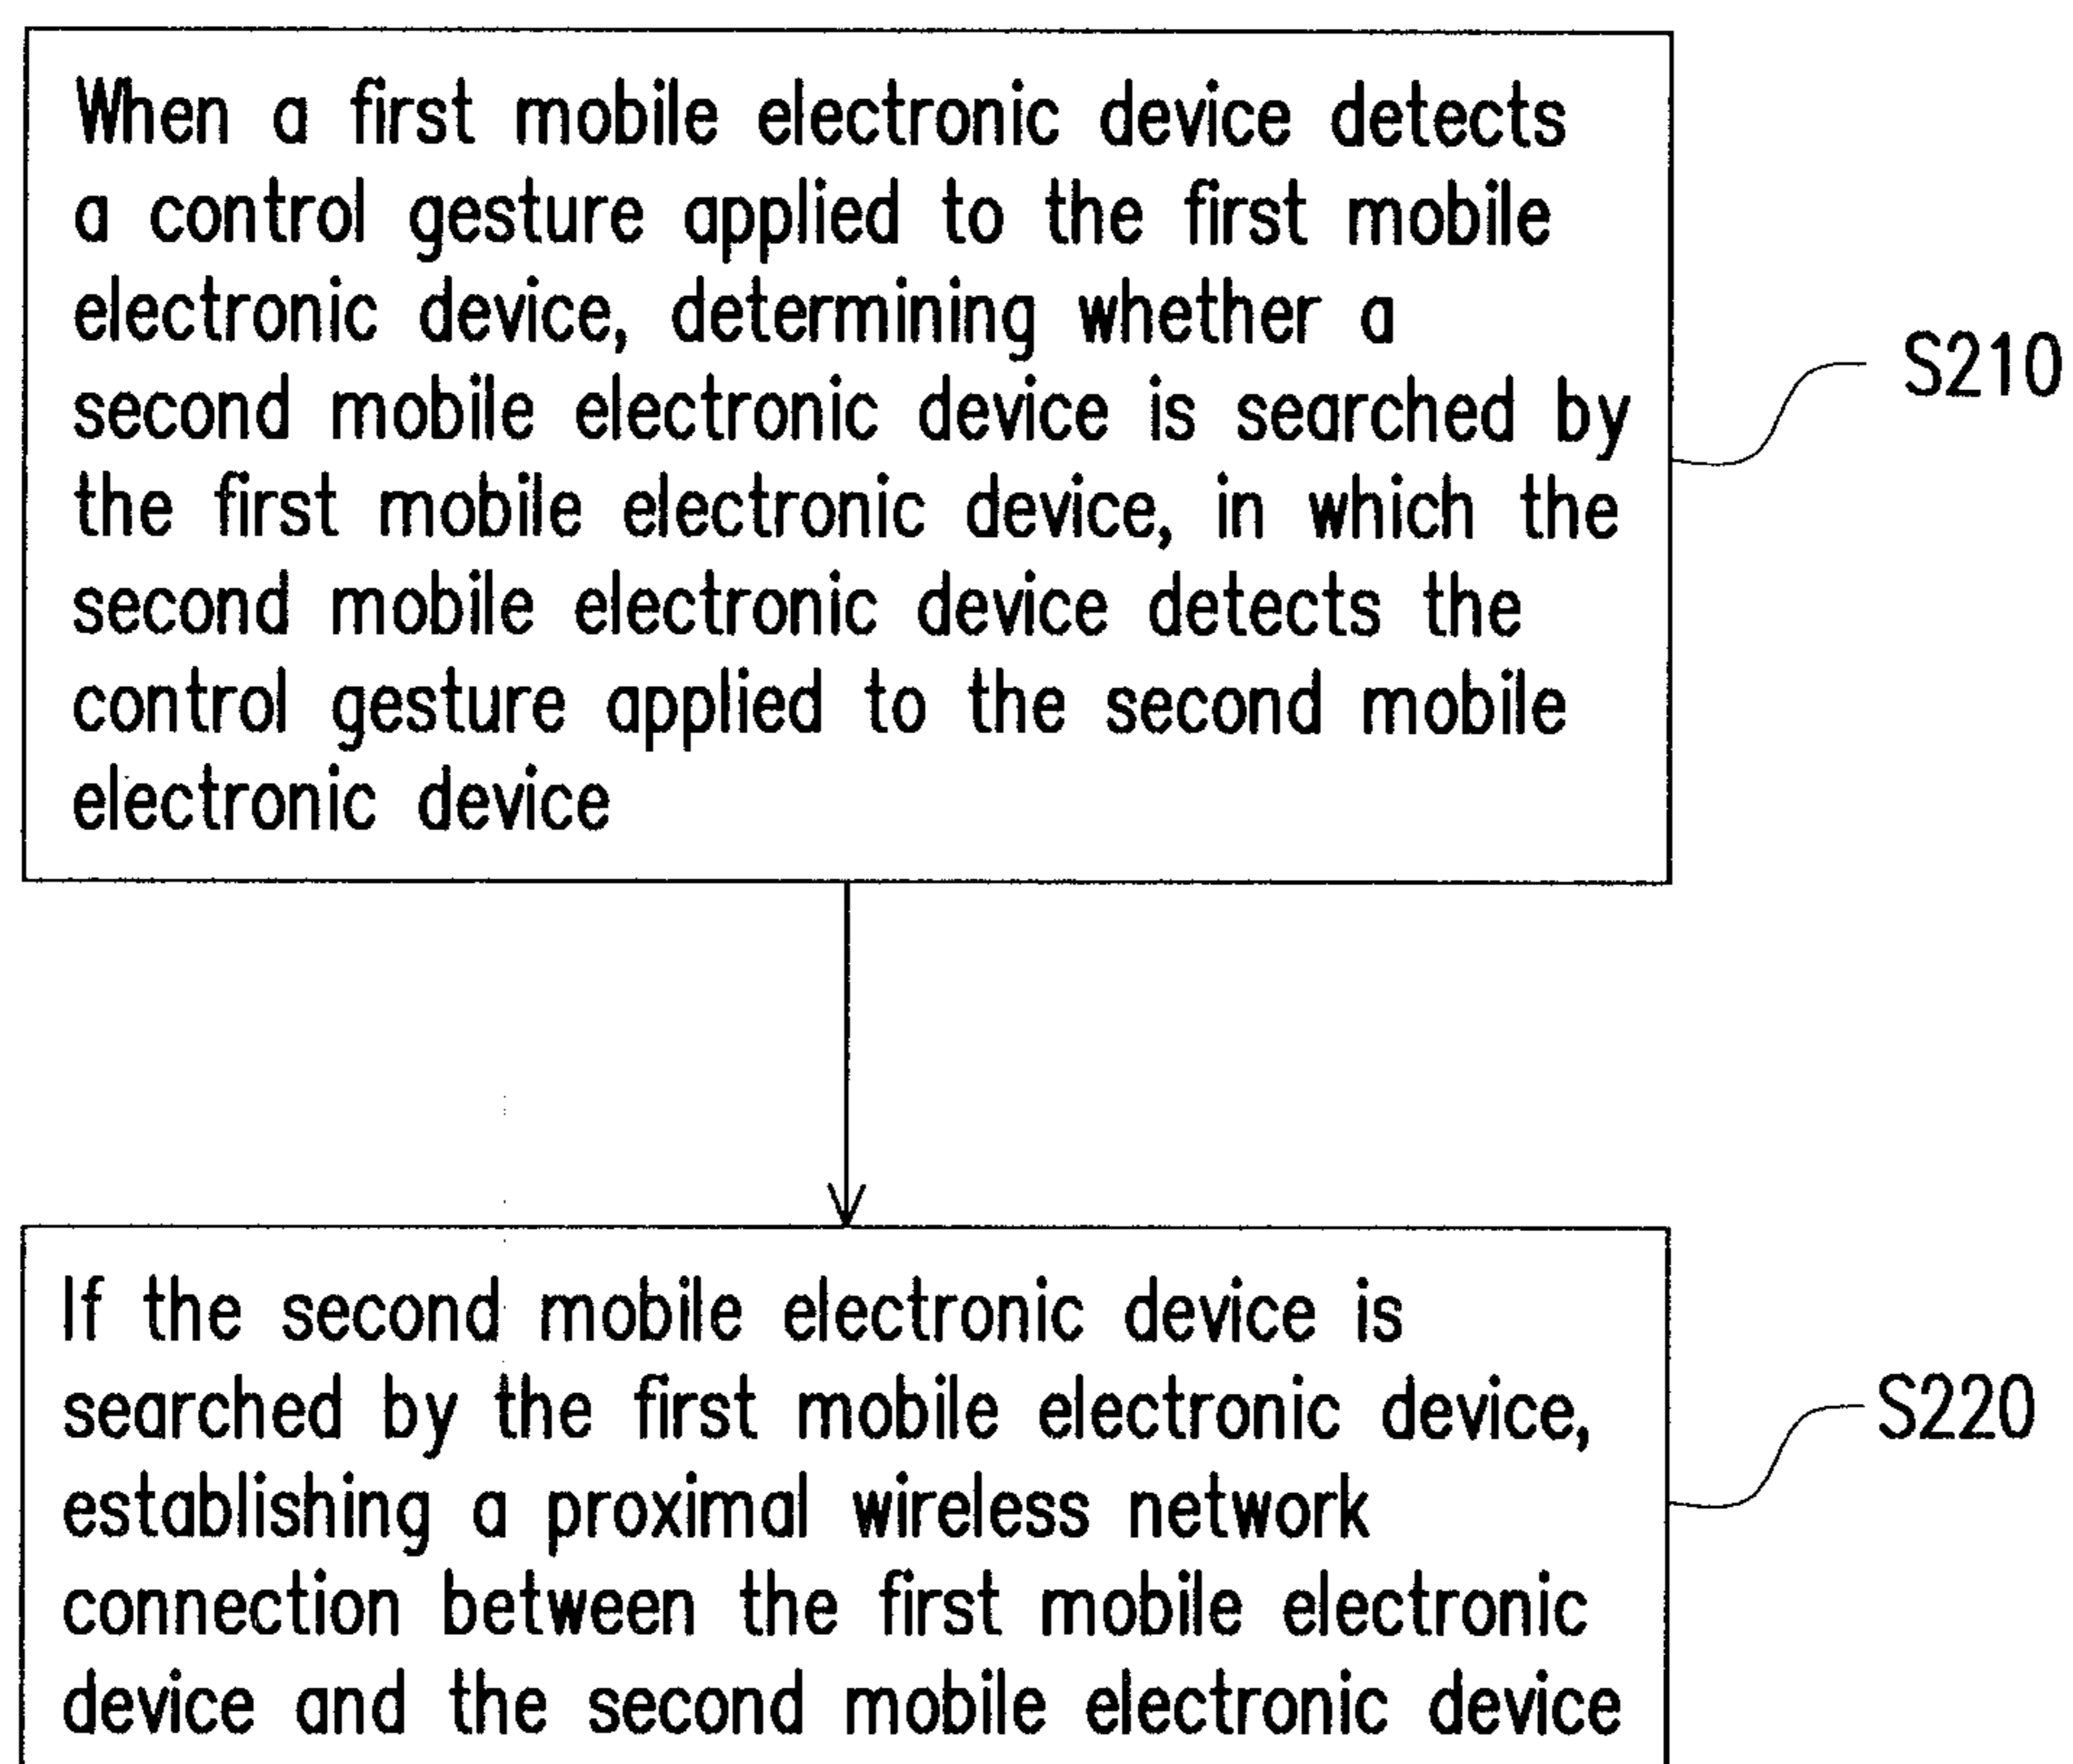 When a first mobile electronic device detects
a control gesture applied to the first mobile
electronic device, determining whether a
second mobile electronic device is searched by
the first mobile electronic device, in which the
second mobile electronic device detects the
control gesture applied to the second mobile
electronic device
S210
If the second mobile electronic device is
searched by the first mobile electronic device,
establishing a proximal wireless network
connection between the first mobile electronic
device and the second mobile electronic device
S220